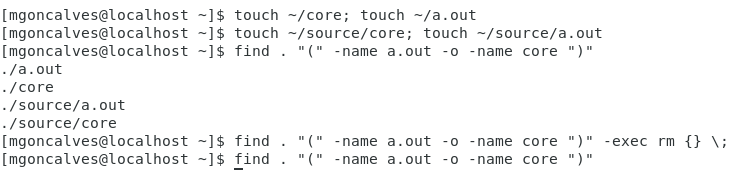 [mgoncalves@localhost ~]$ touch ~/core; touch ~/a.out
[mgoncalves@localhost ~]$ touch ~/source/core; touch ~/source/a.out
[mgoncalves@localhost ~]$ find . "(" -name a.out -o -name core ")"
./a.out
./core
./source/a.out
./source/core
[mgoncalves@localhost ~]$ find . "(" -name a.out -o -name core ")" -exec rm {} \;
[mgoncalves@localhost ~]$ find . "(" -name a.out -o -name core ")"